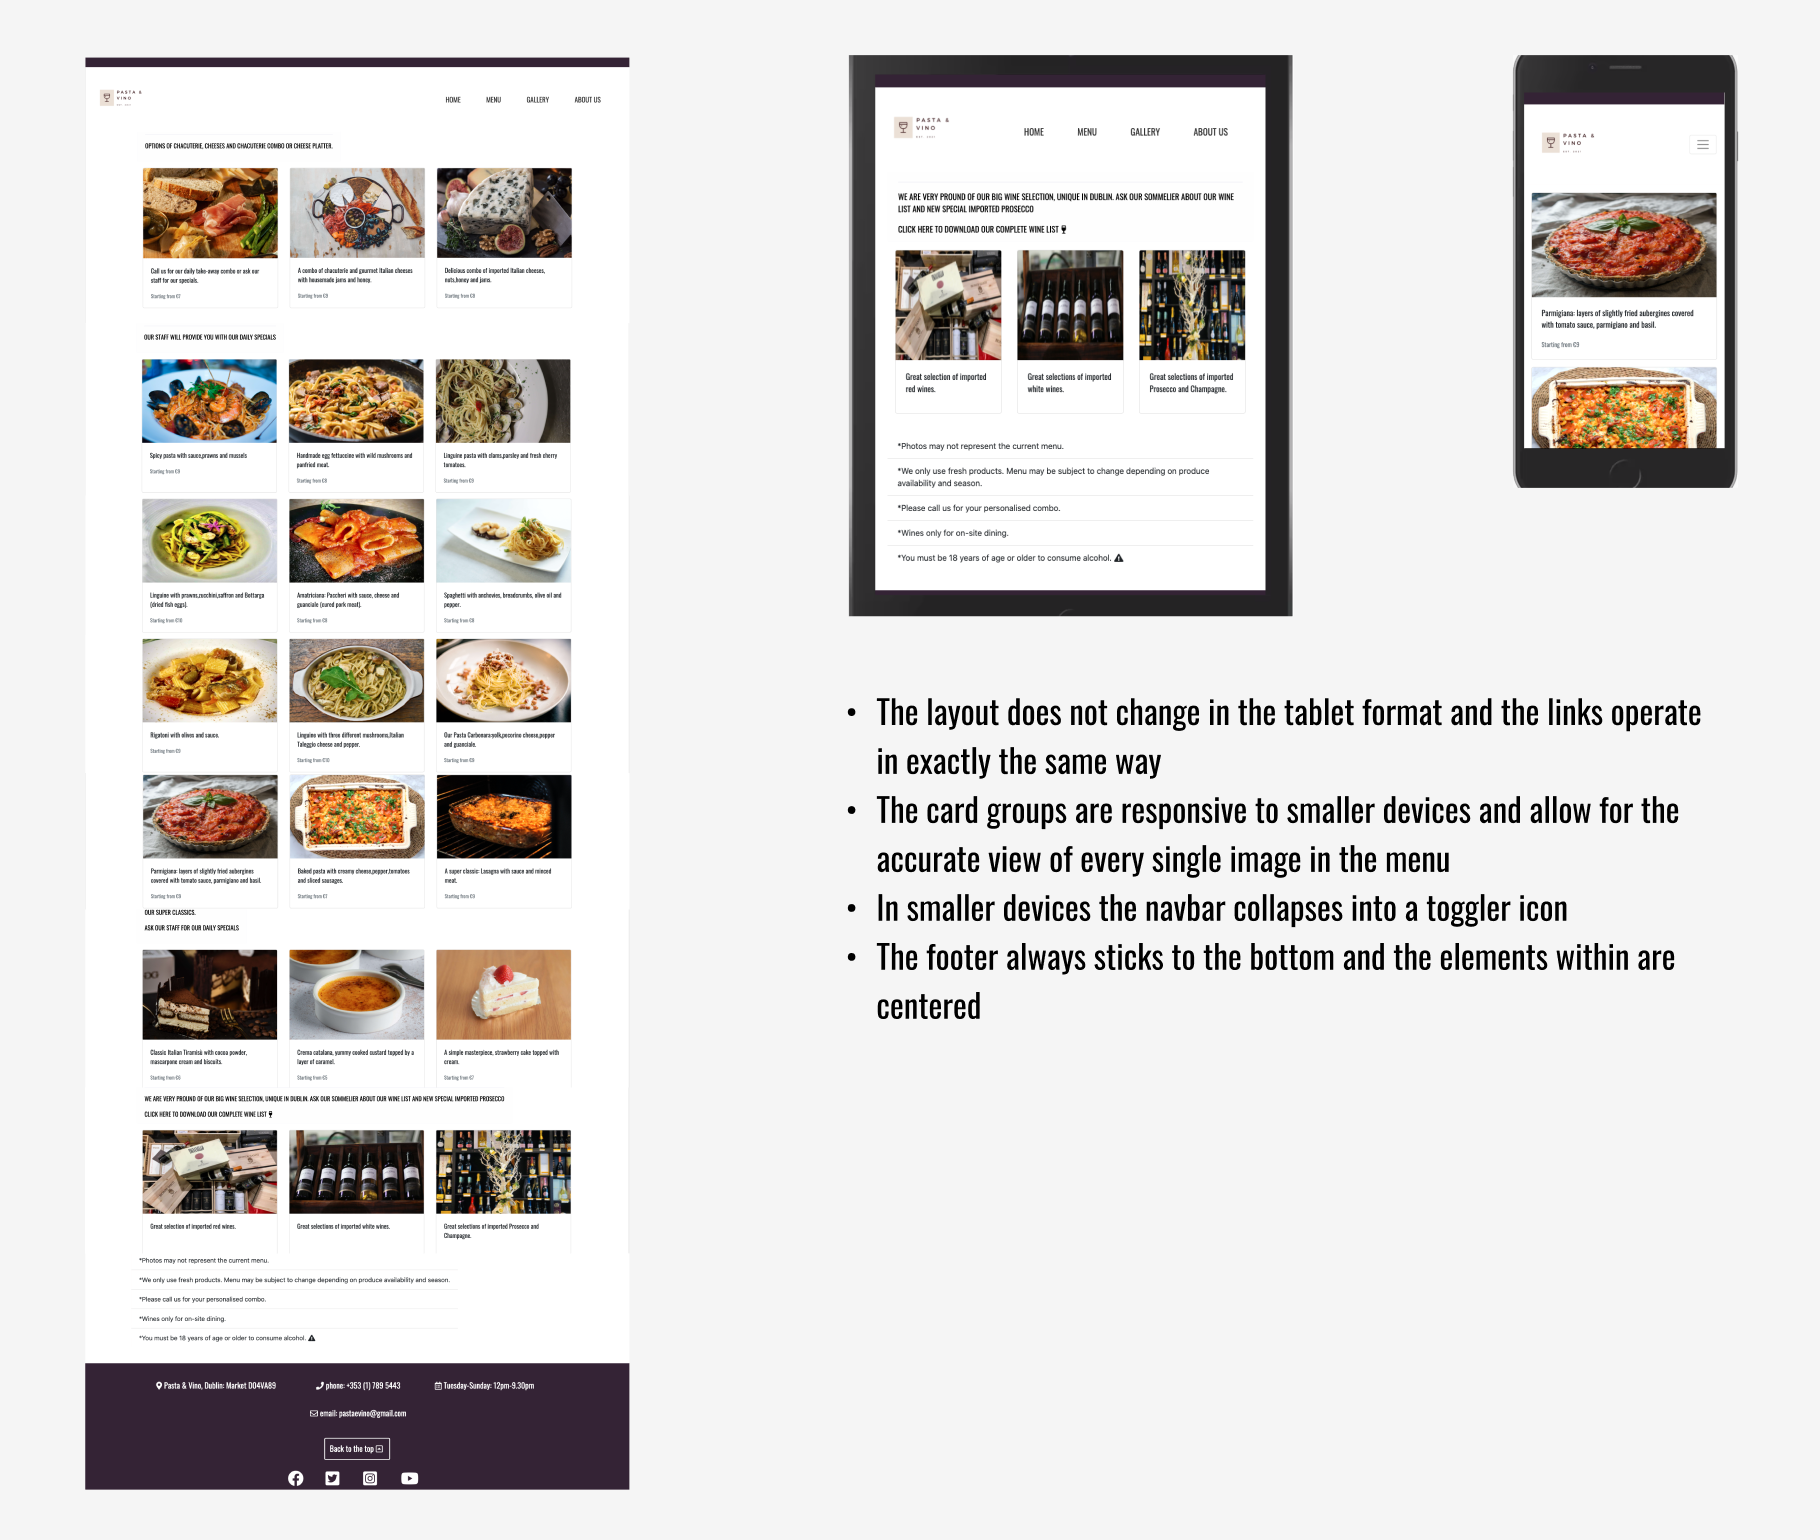 PASTA &
VINO
HOME MENU GALLERY ABOUT US
OPTIONS OF CHACUTERIE, CHEESES AND CHACUTERIE COMBO OR CHEESE PLATTER.
Call us for our daily take-away combo or ask our
staff for our specials.
Starting from €7
A combo of chacuterie and gourmet Italian cheeses
with housemade jams and honey.
Starting from €8
Delicious combo of imported Italian cheeses,
nuts,honey and jams.
Starting from €8
OUR STAFF WILL PROVIDE YOU WITH OUR DAILY SPECIALS
Spicy pasta with sauce,prawns and mussels
Starting from €9
Handmade egg fettuccine with wild mushrooms and
panfried meat.
Starting from €8
Linguine pasta with clams,parsley and fresh cherry
tomatoes.
Starting from €9
Linguine with prawns,zucchini,saffron and Bottarga
(dried fish eggs).
Starting from €10
Amatriciana: Paccheri with sauce, cheese and
guanciale (cured pork meat).
Starting from €8
Spaghetti with anchovies, breadcrumbs, olive oil and
pepper.
Starting from €8
Rigatoni with olives and sauce.
Starting from €9
Linguine with three different mushrooms,Italian
Taleggio cheese and pepper.
Starting from €10
Our Pasta Carbonara:yolk,pecorino cheese,pepper
and guanciale.
Starting from €9
Parmigiana: layers of slightly fried aubergines
covered with tomato sauce, parmigiano and basil.
Starting from €9
Baked pasta with creamy cheese,pepper,tomatoes
and sliced sausages.
Starting from €7
A super classic: Lasagna with sauce and minced
meat.
Starting from €9
OUR SUPER CLASSICS.
ASK OUR STAFF FOR OUR DAILY SPECIALS
Classic Italian Tiramisù with cocoa powder,
mascarpone cream and biscuits.
Starting from €6
Crema catalana, yummy cooked custard topped by a
layer of caramel.
Starting from €5
A simple masterpiece, strawberry cake topped with
cream.
Starting from €7
WE ARE VERY PROUND OF OUR BIG WINE SELECTION, UNIQUE IN DUBLIN. ASK OUR SOMMELIER ABOUT OUR WINE LIST AND NEW SPECIAL IMPORTED PROSECCO
CLICK HERE TO DOWNLOAD OUR COMPLETE WINE LIST
Great selection of imported red wines.
Great selections of imported white wines.
Great selections of imported Prosecco and
Champagne.
*Photos may not represent the current menu.
*We only use fresh products. Menu may be subject to change depending on produce availability and season.
*Please call us for your personalised combo.
*Wines only for on-site dining.
*You must be 18 years of age or older to consume alcohol.
Pasta & Vino, Dublin: Market D04VA89
phone: +353 (1) 789 5443
Tuesday-Sunday: 12pm-9.30pm
email: pastaevino@gmail.com
Back to the top
PASTA &
VINO
HOME MENU GALLERY ABOUT US
WE ARE VERY PROUND OF OUR BIG WINE SELECTION, UNIQUE IN DUBLIN. ASK OUR SOMMELIER ABOUT OUR WINE
LIST AND NEW SPECIAL IMPORTED PROSECCO
CLICK HERE TO DOWNLOAD OUR COMPLETE WINE LIST
Great selection of imported
red wines.
Great selections of imported
white wines.
Great selections of imported
Prosecco and Champagne.
*Photos may not represent the current menu.
*We only use fresh products. Menu may be subject to change depending on produce
availability and season.
*Please call us for your personalised combo.
*Wines only for on-site dining.
*You must be 18 years of age or older to consume alcohol.
PASTA &
VINO
Parmigiana: layers of slightly fried aubergines covered
with tomato sauce, parmigiano and basil.
Starting from €9
• The layout does not change in the tablet format and the links operate
in exactly the same way
• The card groups are responsive to smaller devices and allow for the
accurate view of every single image in the menu
• In smaller devices the navbar collapses into a toggler icon
• The footer always sticks to the bottom and the elements within are
centered